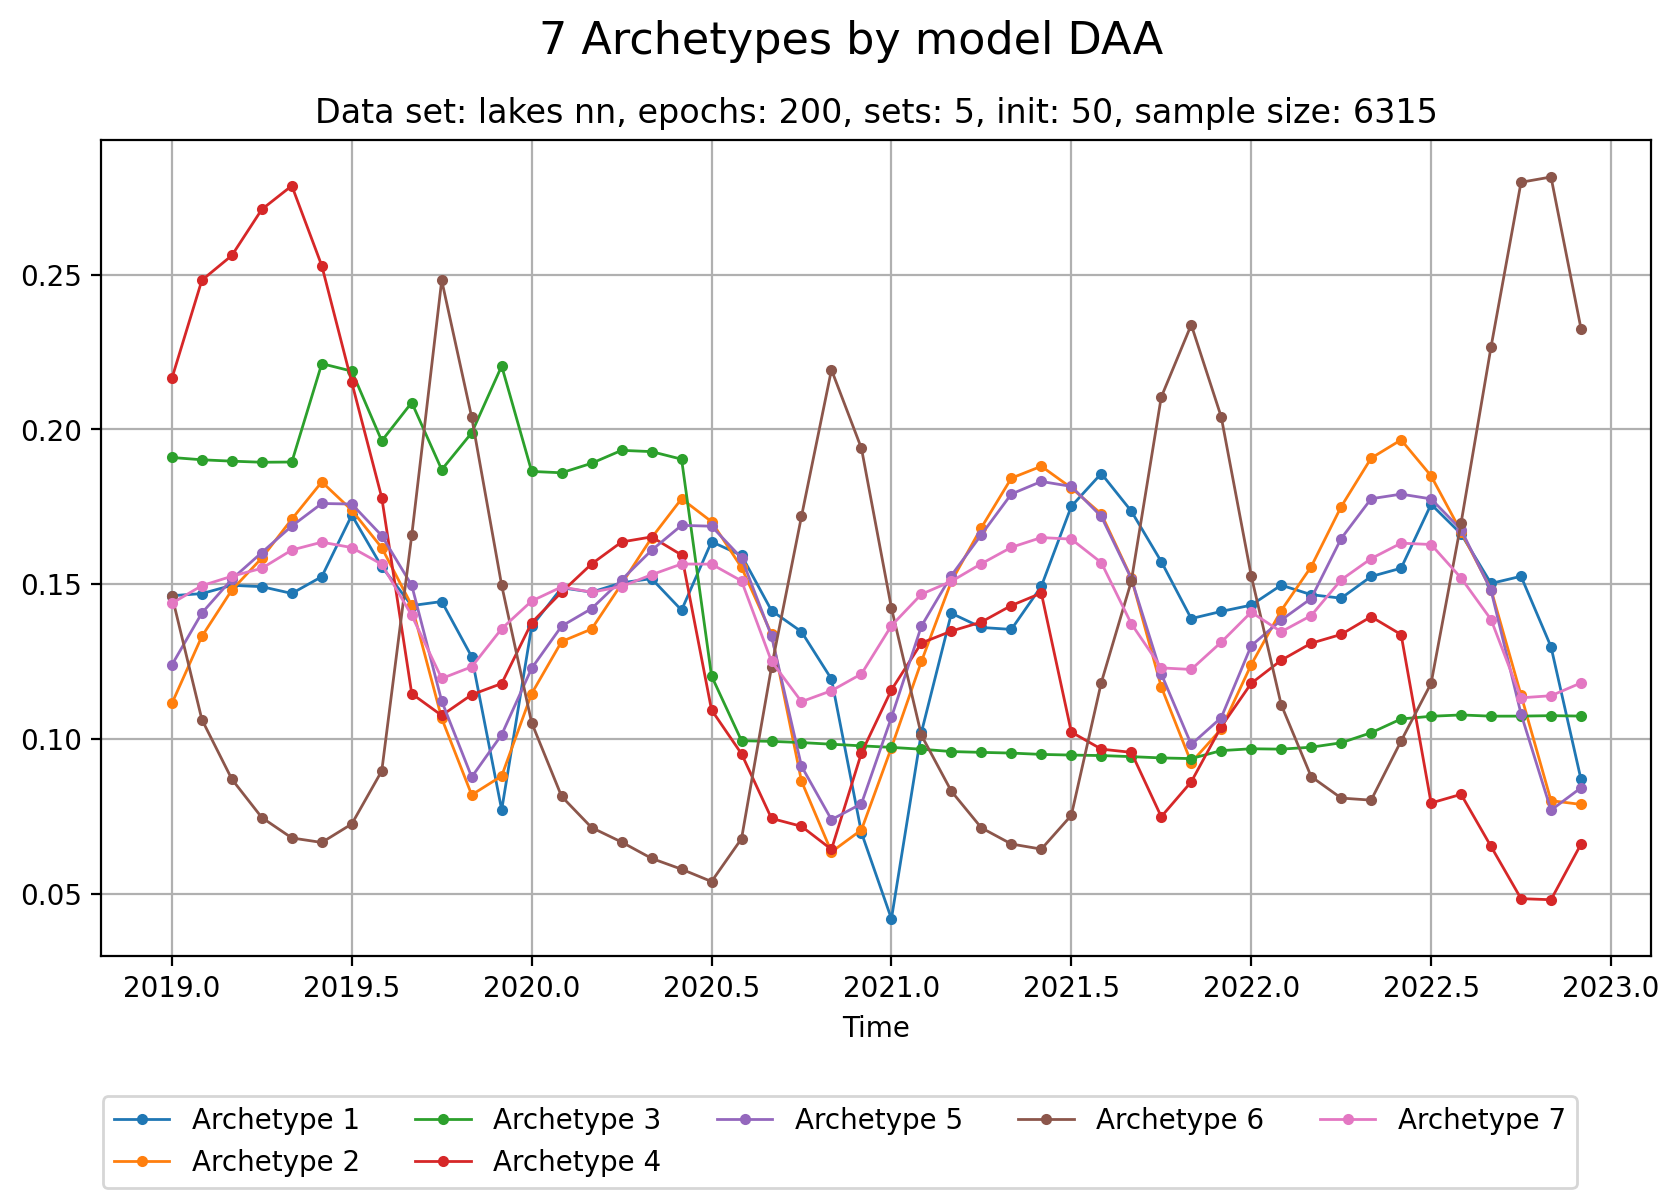 7 Archetypes by model DAA
Data set: lakes nn, epochs: 200, sets: 5, init: 50, sample size: 6315
0.25
0.20
0.15
0.10
0.05
2019.0 2019.5 2020.0 2020.5 2021.0 2021.5 2022.0 2022.5 2023.0
Time
Archetype 1 Archetype 3 Archetype 5 Archetype 6 Archetype 7
Archetype 2 Archetype 4